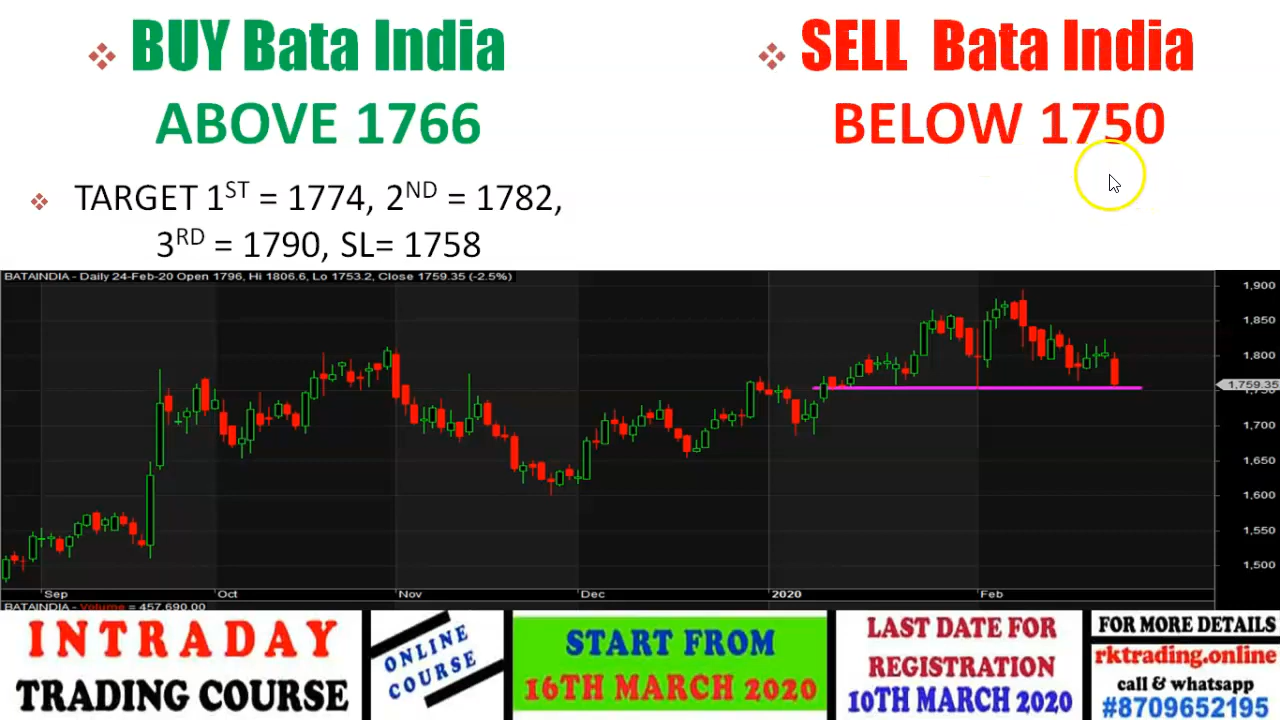 ❖ BUY Bata India
ABOVE 1766
❖ TARGET 1ST = 1774, 2ND = 1782,
3RD = 1790, SL= 1758
❖ SELL Bata India
BELOW 1750
BATAINDIA - Daily 24-Feb-20 Open 1796, Hi 1806.6, Lo 1753.2, Close 1759.35 (-2.5%)
1,900
1,850
1,800
1,759.35
1,700
1,650
1,600
1,550
1,500
Sep Oct Nov Dec 2020 Feb
BATAINDIA - Volume = 457,690.00
INTRADAY
TRADING COURSE
ONLINE
COURSE
START FROM
16TH MARCH 2020
LAST DATE FOR
REGISTRATION
10TH MARCH 2020
FOR MORE DETAILS
rktrading.online
call & whatsapp
#8709652195